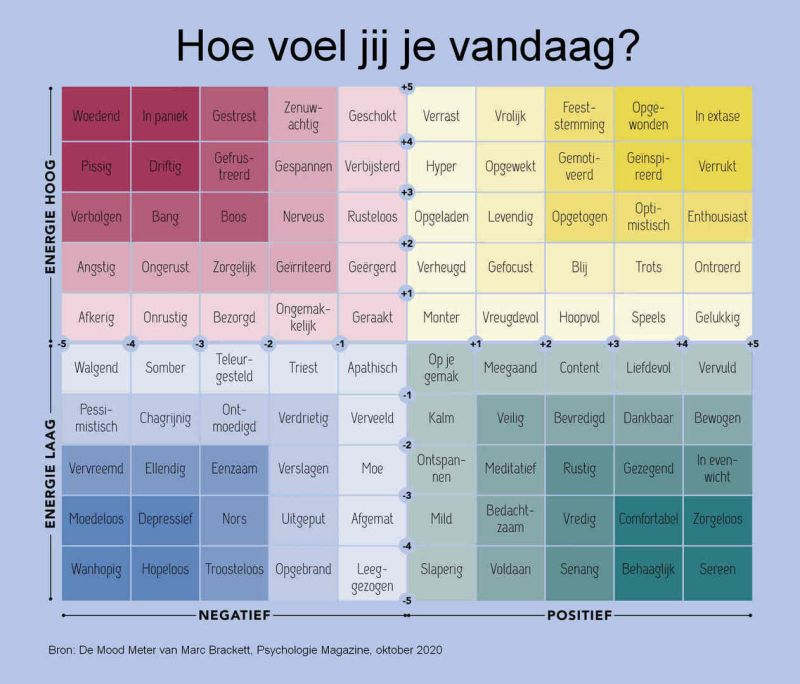 Hoe voel jij je vandaag?
+5
Woedend In paniek Gestrest Zenuw-achtig Geschokt Verrast Vrolijk Feest-stemming Opge-wonden In extase
+4
Pissig Driftig Gefrus-treerd Gespannen Verbijsterd Hyper Opgewekt Gemoti-veerd Geïnspi-reerd Verrukt
+3
Verbolgen Bang Boos Nerveus Rusteloos Opgeladen Levendig Opgetogen Opti-mistisch Enthousiast
+2
Angstig Ongerust Zorgelijk Geïrriteerd Geërgerd Verheugd Gefocust Blij Trots Ontroerd
+1
Afkerig Onrustig Bezorgd Ongemak-kelijk Geraakt Monter Vreugdevol Hoopvol Speels Gelukkig
ENERGIE HOOG
-5 -4 -3 -2 -1 +1 +2 +3 +4 +5
Walgend Somber Teleur-gesteld Triest Apathisch Op je gemak Meegaand Content Liefdevol Vervuld
-1
Pessi-mistisch Chagrijnig Ont-moedigd Verdrietig Verveeld Kalm Veilig Bevredigd Dankbaar Bewogen
-2
Vervreemd Ellendig Eenzaam Verslagen Moe Ontspan-nen Meditatief Rustig Gezegend In even-wicht
-3
Moedeloos Depressief Nors Uitgeput Afgemat Mild Bedacht-zaam Vredig Comfortabel Zorgeloos
-4
Wanhopig Hopeloos Troosteloos Opgebrand Leeg-gezogen Slaperig Voldaan Senang Behaaglijk Sereen
-5
ENERGIE LAAG
NEGATIEF POSITIEF
Bron: De Mood Meter van Marc Brackett, Psychologie Magazine, oktober 2020